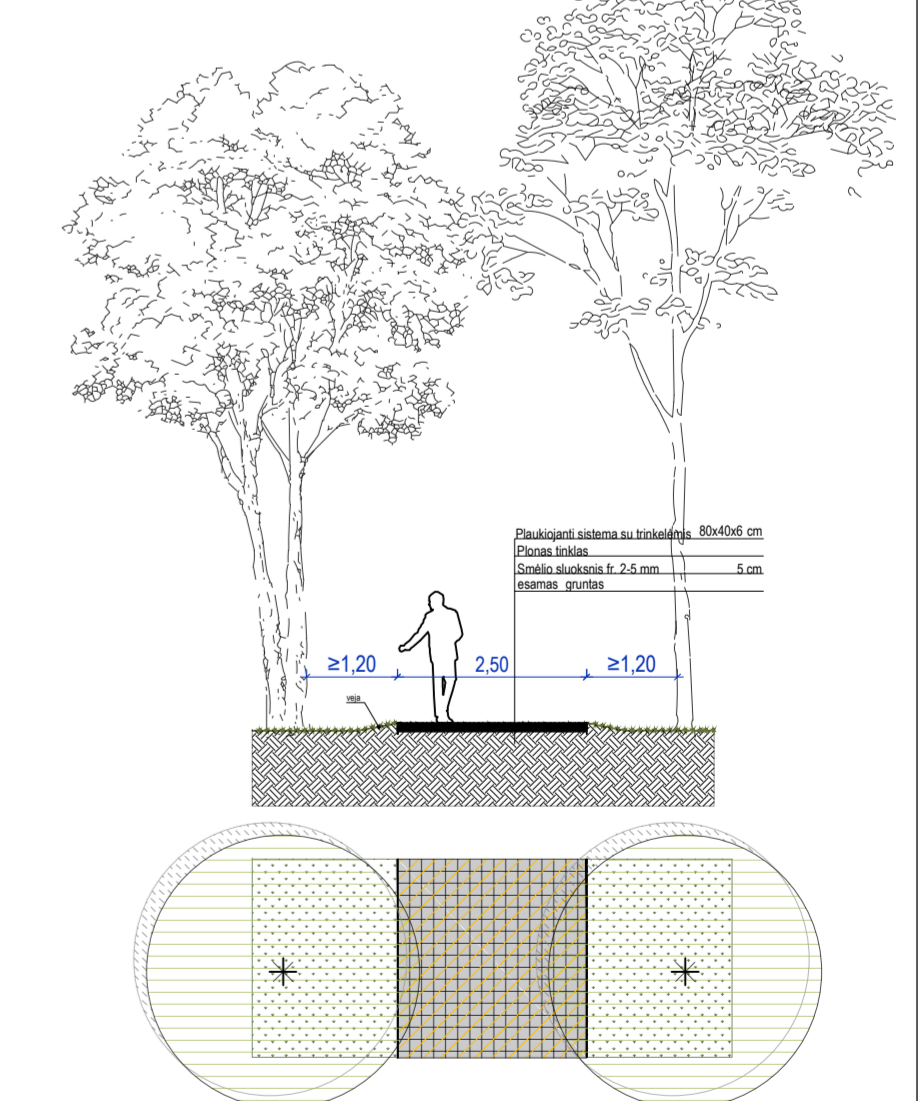 Plaukiojanti sistema su trinkelėmis 80x40x6 cm
Plonas tinklas
Smėlio sluoksnis fr. 2-5 mm 5 cm
esamas gruntas
≥1,20 2,50 ≥1,20
veja